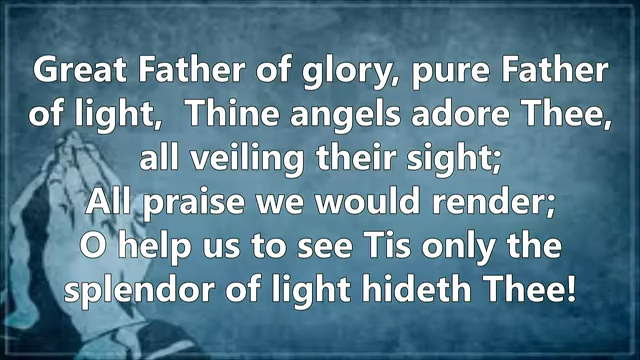 Great Father of glory, pure Father
of light,  Thine angels adore Thee,
all veiling their sight;
All praise we would render;
O help us to see Tis only the
splendor of light hideth Thee!